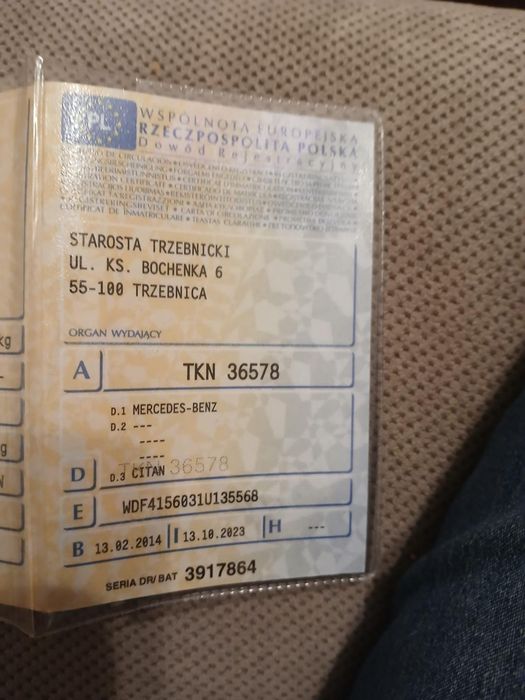 PL
WSPÓLNOTA EUROPEJSKA
RZECZPOSPOLITA POLSKA
Dowód Rejestracyjny
STAROSTA TRZEBNICKI
UL. KS. BOCHENKA 6
55-100 TRZEBNICA
ORGAN WYDAJĄCY
A TKN 36578
D.1 MERCEDES-BENZ
D.2 ---
----
----
TKN 36578
D D.3 CITAN
E WDF4156031U135568
B 13.02.2014 I 13.10.2023 H ---
SERIA DR/BAT 3917864
kg
g